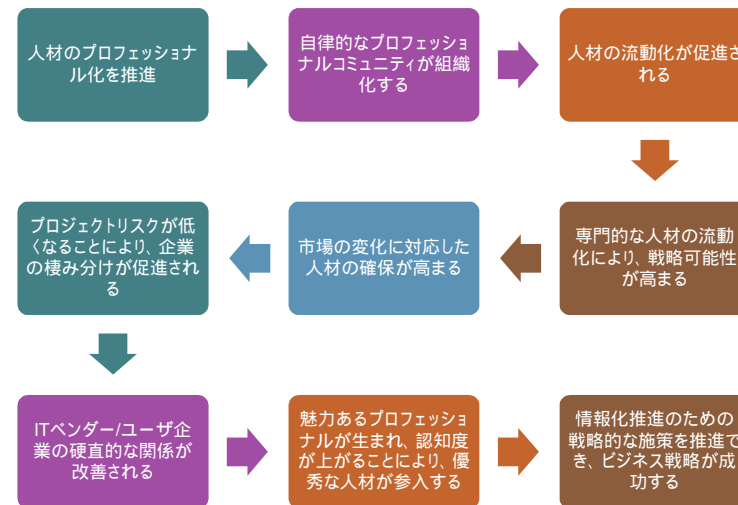 人材のプロフェッショナ
ル化を推進
自律的なプロフェッショ
ナルコミュニティが組織
化する
人材の流動化が促進さ
れる
専門的な人材の流動
化により、戦略可能性
が高まる
市場の変化に対応した
人材の確保が高まる
プロジェクトリスクが低
くなることにより、企業
の棲み分けが促進され
る
ITベンダー/ユーザ企
業の硬直的な関係が
改善される
魅力あるプロフェッショ
ナルが生まれ、認知度
が上がることにより、優
秀な人材が参入する
情報化推進のための
戦略的な施策を推進で
き、ビジネス戦略が成
功する